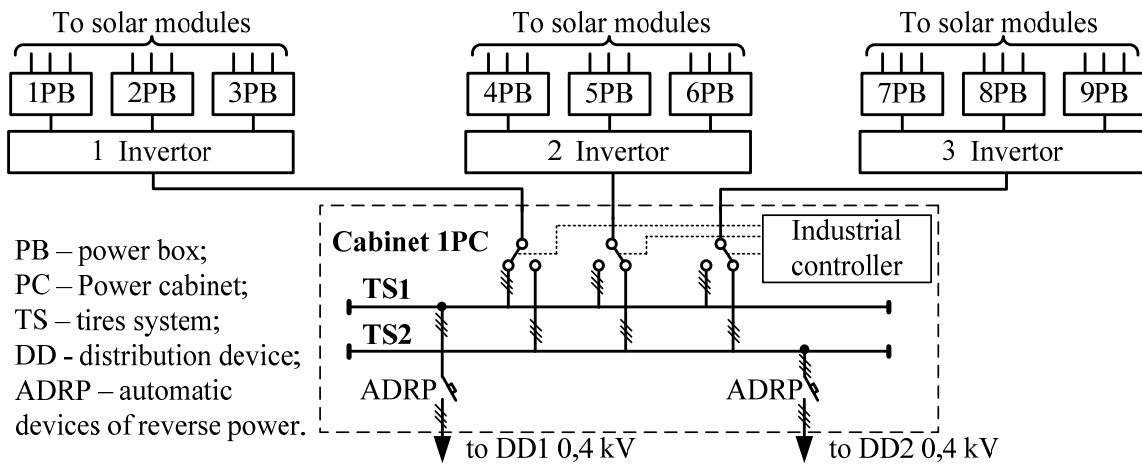 To solar modules
To solar modules
To solar modules
1PB
2PB
3PB
4PB
5PB
6PB
7PB
8PB
9PB
1 Invertor
2 Invertor
3 Invertor
PB – power box;
PC – Power cabinet;
TS – tires system;
DD - distribution device;
ADRP – automatic
devices of reverse power.
Cabinet 1PC
Industrial
controller
TS1
TS2
ADRP
ADRP
to DD1 0,4 kV
to DD2 0,4 kV